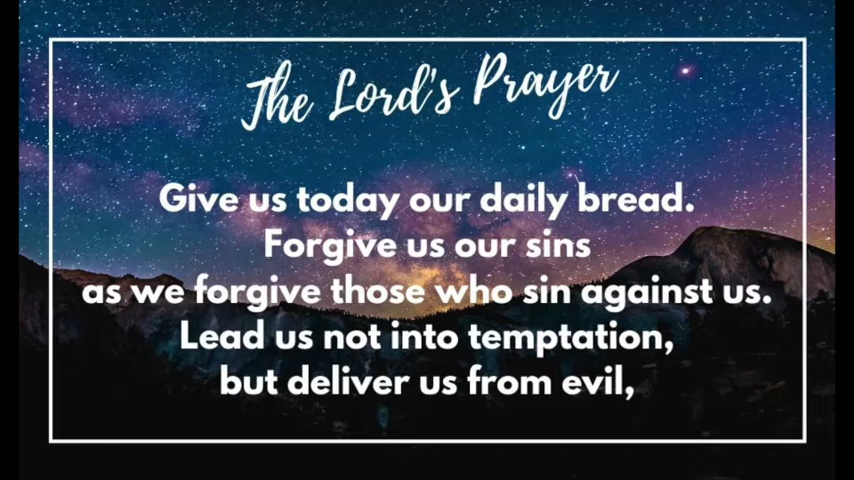 The Lord's Prayer
Give us today our daily bread.
Forgive us our sins
as we forgive those who sin against us.
Lead us not into temptation,
but deliver us from evil,